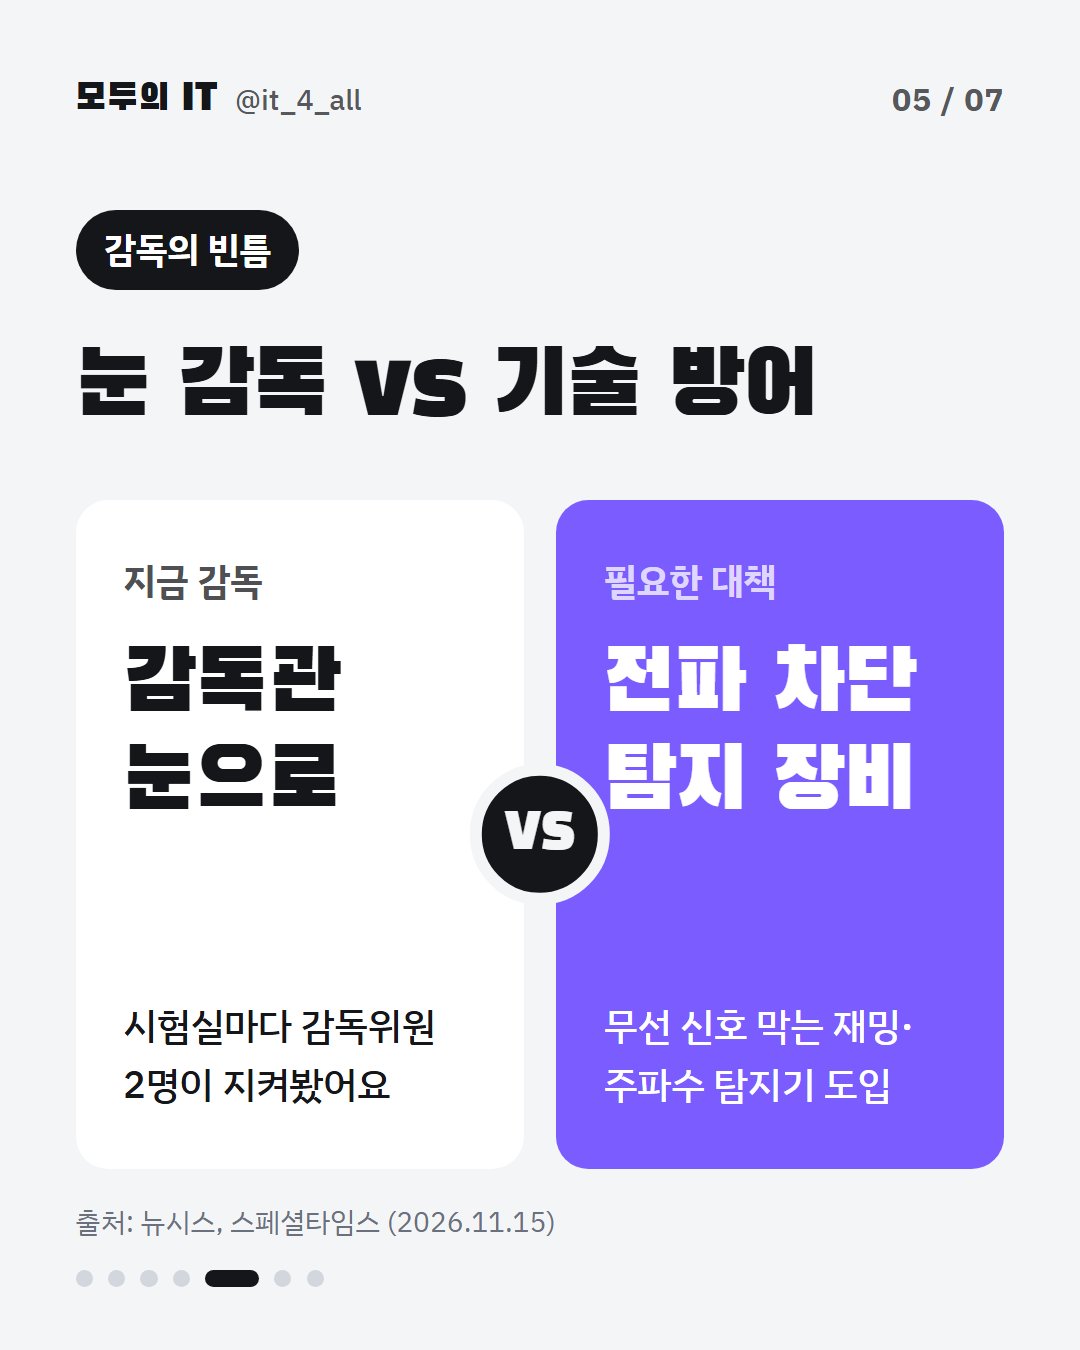 모두의 IT @it_4_all
05 / 07
감독의 빈틈
눈 감독 vs 기술 방어
지금 감독
감독관
눈으로
시험실마다 감독위원
2명이 지켜봤어요
VS
필요한 대책
전파 차단
탐지 장비
무선 신호 막는 재밍·
주파수 탐지기 도입
출처: 뉴시스, 스페셜타임스 (2026.11.15)